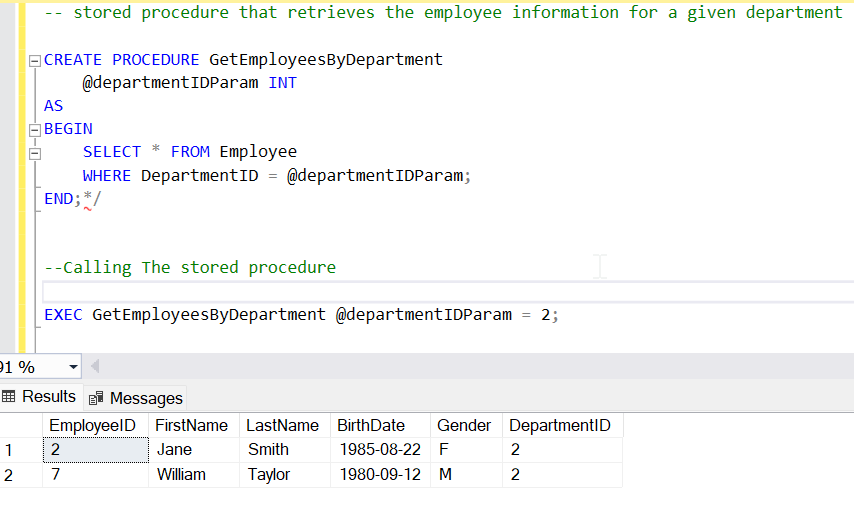 -- stored procedure that retrieves the employee information for a given department
CREATE PROCEDURE GetEmployeesByDepartment
@departmentIDParam INT
AS
BEGIN
SELECT * FROM Employee
WHERE DepartmentID = @departmentIDParam;
END;*/
--Calling The stored procedure
EXEC GetEmployeesByDepartment @departmentIDParam = 2;
91 %
Results Messages
EmployeeID FirstName LastName BirthDate Gender DepartmentID
1 2 Jane Smith 1985-08-22 F 2
2 7 William Taylor 1980-09-12 M 2